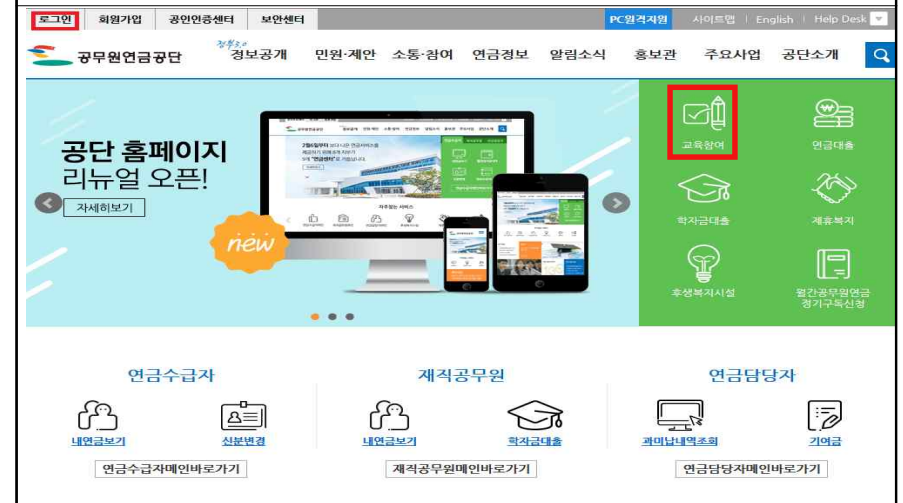 로그인 회원가입 공인인증센터 보안센터 PC원격지원 사이트맵 English Help Desk
공무원연금공단 정부3.0 정보공개 민원·제안 소통·참여 연금정보 알림소식 홍보관 주요사업 공단소개
공단 홈페이지
리뉴얼 오픈!
자세히보기
new
교육참여 연금대출
학자금대출 제휴복지
후생복지시설 월간공무원연금
정기구독신청
연금수급자 재직공무원 연금담당자
내연금보기 신분변경 내연금보기 학자금대출 과미납내역조회 기여금
연금수급자메인바로가기 재직공무원메인바로가기 연금담당자메인바로가기